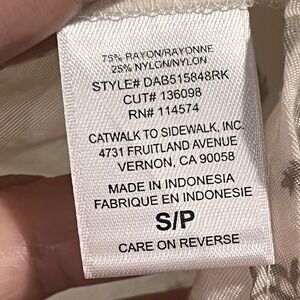 75% RAYON/RAYONNE
25% NYLON/NYLON
STYLE# DAB515848RK
CUT# 136098
RN# 114574
CATWALK TO SIDEWALK, INC.
4731 FRUITLAND AVENUE
VERNON, CA 90058
MADE IN INDONESIA
FABRIQUE EN INDONESIE
S/P
CARE ON REVERSE